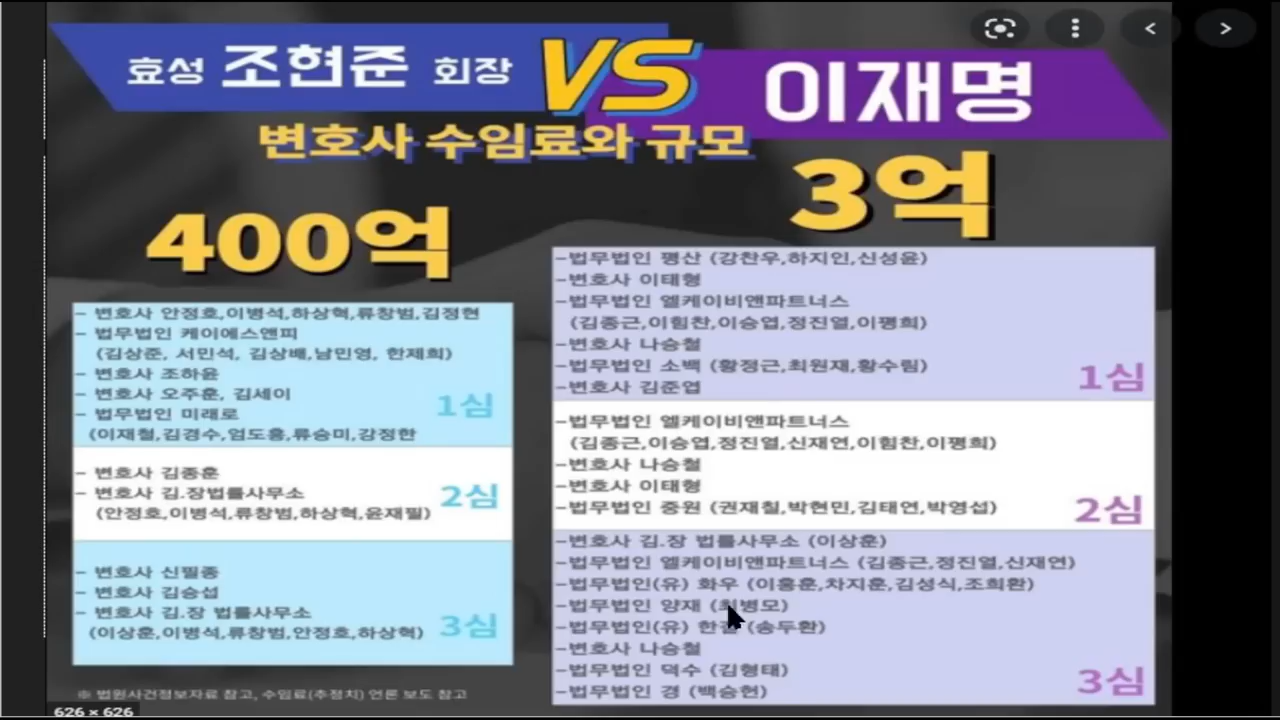 효성 조현준 회장 VS 이재명
변호사 수임료와 규모
400억
3억
- 변호사 안정호,이병석,하상혁,류창범,김정현
- 법무법인 케이에스앤피
(김상준, 서민석, 김상배,남민영, 한제희)
- 변호사 조하윤
- 변호사 오주훈, 김세이
- 법무법인 미래로
(이재철,김경수,엄도흠,류승미,강정한
1심
- 변호사 김종훈
- 변호사 김.장법률사무소
(안정호,이병석,류창범,하상혁,윤재필)
2심
- 변호사 신필종
- 변호사 김승섭
- 변호사 김.장 법률사무소
(이상훈,이병석,류창범,안정호,하상혁)
3심
※ 법원사건정보자료 참고, 수임료(추정치) 언론 보도 참고
-법무법인 평산 (강찬우,하지인,신성윤)
-변호사 이태형
-법무법인 엘케이비앤파트너스
(김종근,이힘찬,이승엽,정진열,이평희)
-변호사 나승철
-법무법인 소백 (황정근,최원재,황수림)
-변호사 김준엽
1심
-법무법인 엘케이비앤파트너스
(김종근,이승엽,정진열,신재연,이힘찬,이평희)
-변호사 나승철
-변호사 이태형
-법무법인 중원 (권재칠,박현민,김태연,박영섭)
2심
-변호사 김.장 법률사무소 (이상훈)
-법무법인 엘케이비앤파트너스 (김종근,정진열,신재연)
-법무법인(유) 화우 (이홍훈,차지훈,김성식,조희환)
-법무법인 양재 (최병모)
-법무법인(유) 한결 (송두환)
-변호사 나승철
-법무법인 덕수 (김형태)
-법무법인 경 (백승헌)
3심
626 × 626